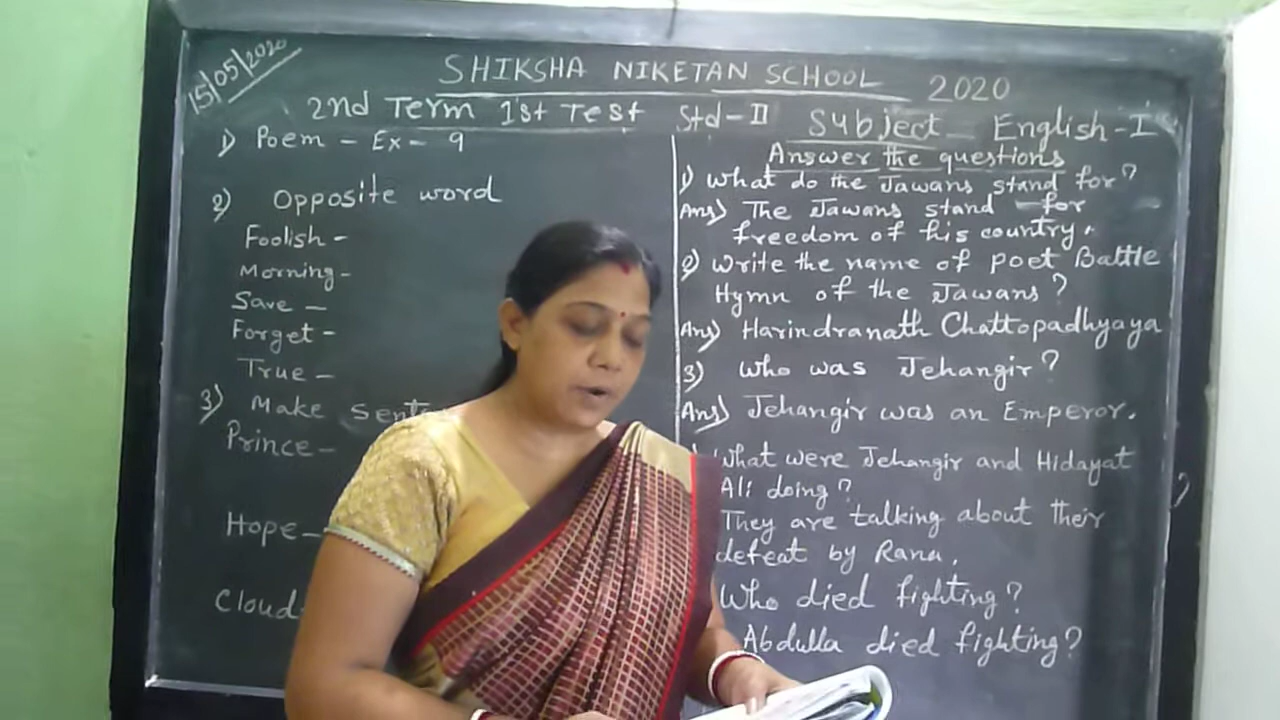 15/05/2020
SHIKSHA NIKETAN SCHOOL 2020
2nd Term 1st Test Std-II Subject English-I
1) Poem - Ex- 9
2) Opposite word
Foolish -
Morning-
Save -
Forget -
True -
3) Make
Prince-
Hope-
Cloud-
Answer the questions
1) what do the Jawans stand for?
Ans) The Jawans stand for
freedom of his country.
2) write the name of poet Battle
Hymn of the Jawans?
Ans) Harindranath Chattopadhyaya
3) who was Jehangir?
Ans) Jehangir was an Emperor.
What were Jehangir and Hidayat
Ali doing?
They are talking about their
defeat by Rana.
Who died fighting?
Abdulla died fighting?